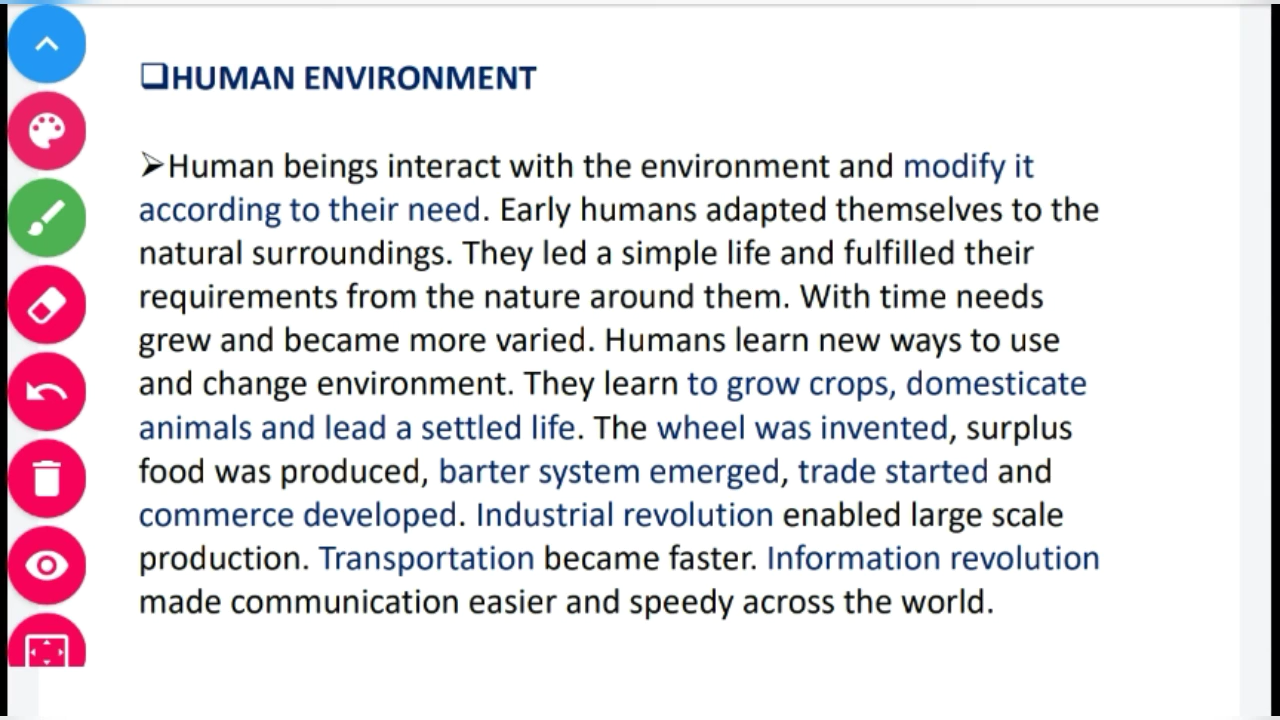 ❑HUMAN ENVIRONMENT
➢Human beings interact with the environment and modify it
according to their need. Early humans adapted themselves to the
natural surroundings. They led a simple life and fulfilled their
requirements from the nature around them. With time needs
grew and became more varied. Humans learn new ways to use
and change environment. They learn to grow crops, domesticate
animals and lead a settled life. The wheel was invented, surplus
food was produced, barter system emerged, trade started and
commerce developed. Industrial revolution enabled large scale
production. Transportation became faster. Information revolution
made communication easier and speedy across the world.